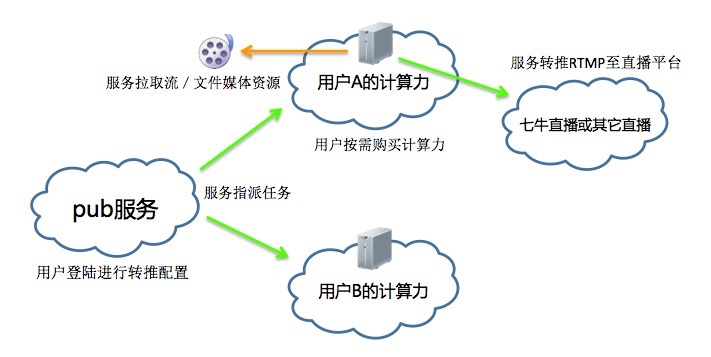 服务拉取流 / 文件媒体资源
用户A的计算力
服务转推RTMP至直播平台
七牛直播或其它直播
用户按需购买计算力
pub服务
服务指派任务
用户登陆进行转推配置
用户B的计算力